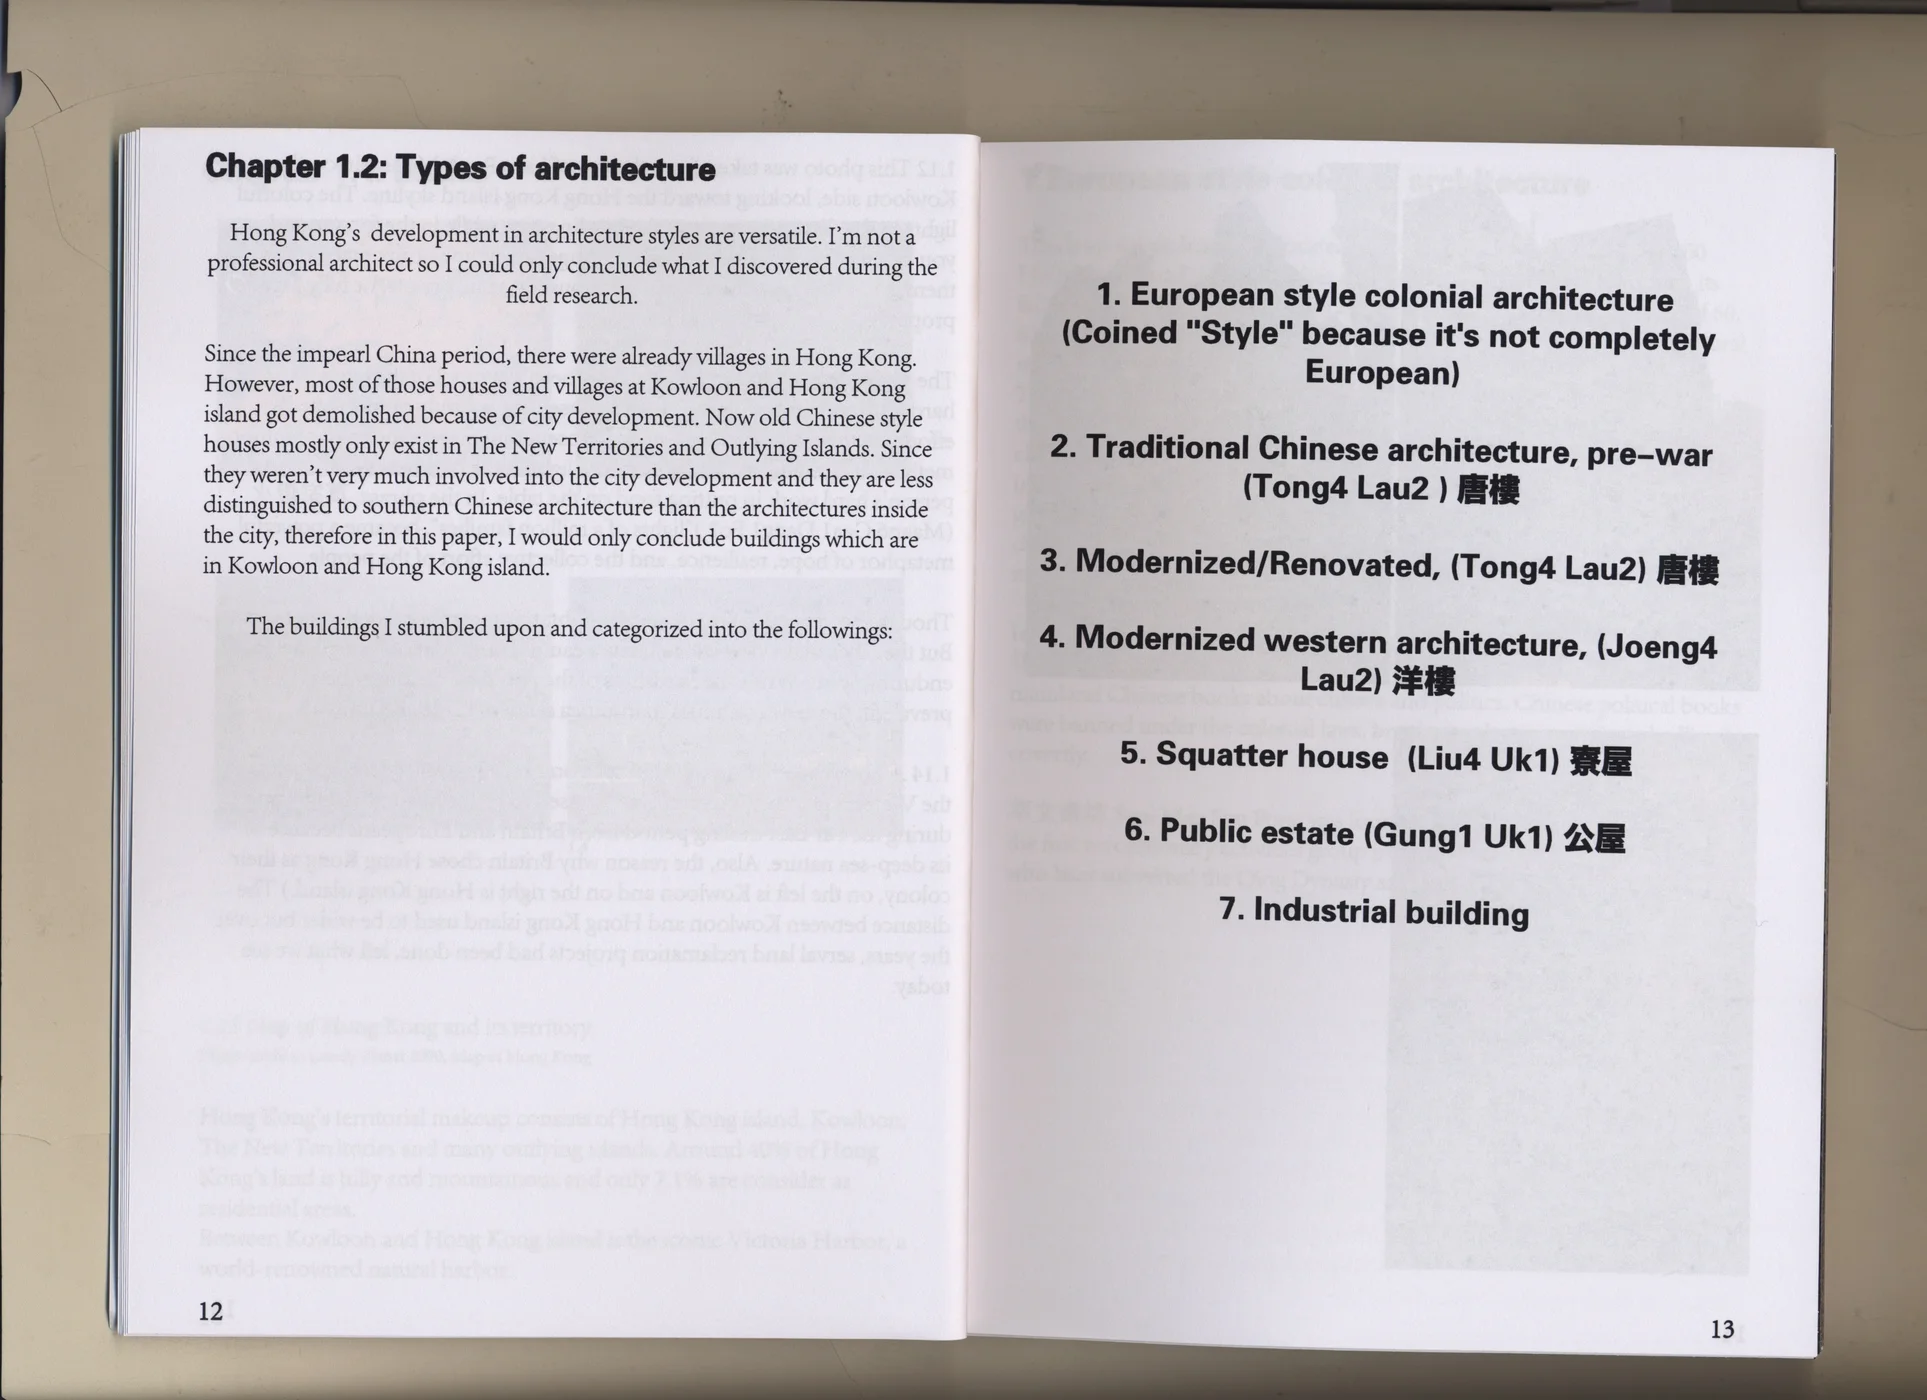 Chapter 1.2: Types of architecture
Hong Kong's  development in architecture styles are versatile. I'm not a
professional architect so I could only conclude what I discovered during the
field research.
Since the impearl China period, there were already villages in Hong Kong.
However, most of those houses and villages at Kowloon and Hong Kong
island got demolished because of city development. Now old Chinese style
houses mostly only exist in The New Territories and Outlying Islands. Since
they weren't very much involved into the city development and they are less
distinguished to southern Chinese architecture than the architectures inside
the city, therefore in this paper, I would only conclude buildings which are
in Kowloon and Hong Kong island.
The buildings I stumbled upon and categorized into the followings:
12
1. European style colonial architecture
(Coined "Style" because it's not completely
European)
2. Traditional Chinese architecture, pre-war
(Tong4 Lau2 ) 唐樓
3. Modernized/Renovated, (Tong4 Lau2) 唐樓
4. Modernized western architecture, (Joeng4
Lau2) 洋樓
5. Squatter house  (Liu4 Uk1) 寮屋
6. Public estate (Gung1 Uk1) 公屋
7. Industrial building
13